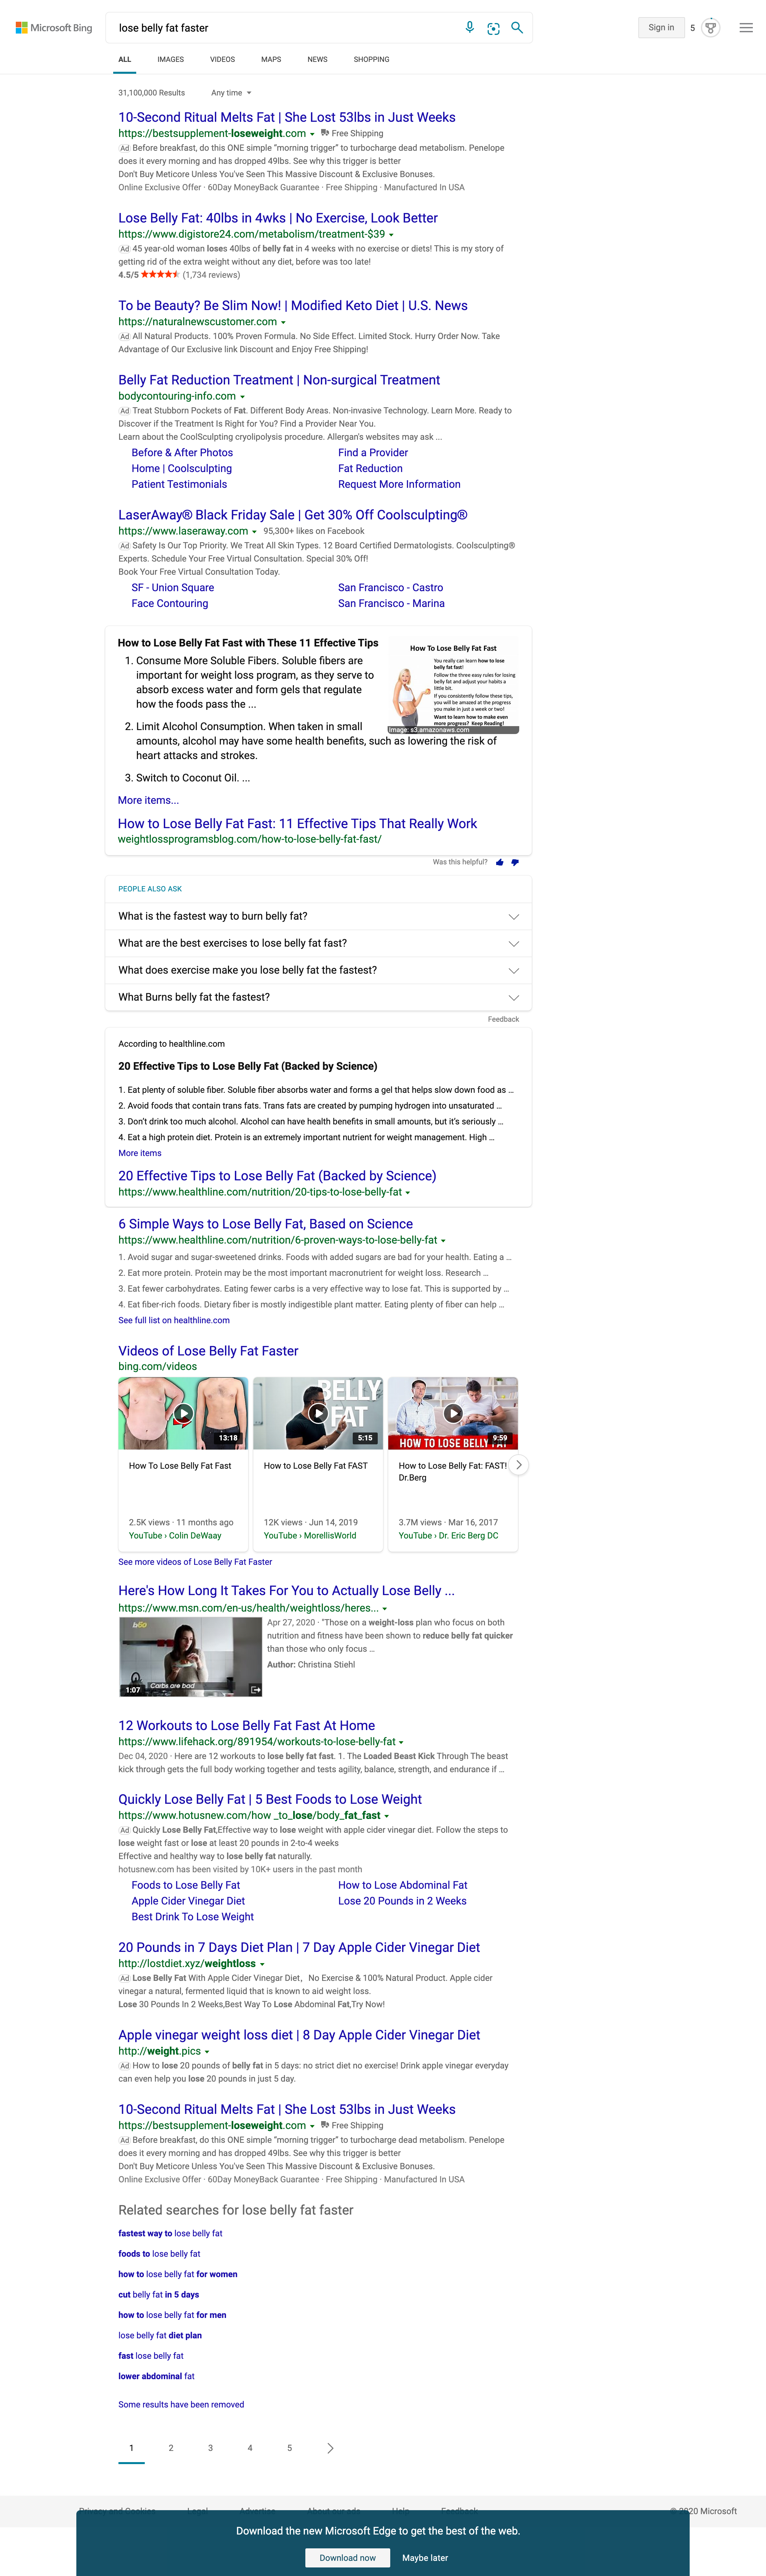 Microsoft Bing
lose belly fat faster
Sign in
5
ALL
IMAGES
VIDEOS
MAPS
NEWS
SHOPPING
31,100,000 Results
Any time
10-Second Ritual Melts Fat | She Lost 53lbs in Just Weeks
https://bestsupplement-loseweight.com
Free Shipping
Ad Before breakfast, do this ONE simple “morning trigger” to turbocharge dead metabolism. Penelope
does it every morning and has dropped 49lbs. See why this trigger is better
Don't Buy Meticore Unless You've Seen This Massive Discount & Exclusive Bonuses.
Online Exclusive Offer · 60Day MoneyBack Guarantee · Free Shipping · Manufactured In USA
Lose Belly Fat: 40lbs in 4wks | No Exercise, Look Better
https://www.digistore24.com/metabolism/treatment-$39
Ad 45 year-old woman loses 40lbs of belly fat in 4 weeks with no exercise or diets! This is my story of
getting rid of the extra weight without any diet, before was too late!
4.5/5 (1,734 reviews)
To be Beauty? Be Slim Now! | Modified Keto Diet | U.S. News
https://naturalnewscustomer.com
Ad All Natural Products. 100% Proven Formula. No Side Effect. Limited Stock. Hurry Order Now. Take
Advantage of Our Exclusive link Discount and Enjoy Free Shipping!
Belly Fat Reduction Treatment | Non-surgical Treatment
bodycontouring-info.com
Ad Treat Stubborn Pockets of Fat. Different Body Areas. Non-invasive Technology. Learn More. Ready to
Discover if the Treatment Is Right for You? Find a Provider Near You.
Learn about the CoolSculpting cryolipolysis procedure. Allergan's websites may ask ...
Before & After Photos
Find a Provider
Home | Coolsculpting
Fat Reduction
Patient Testimonials
Request More Information
LaserAway® Black Friday Sale | Get 30% Off Coolsculpting®
https://www.laseraway.com
95,300+ likes on Facebook
Ad Safety Is Our Top Priority. We Treat All Skin Types. 12 Board Certified Dermatologists. Coolsculpting®
Experts. Schedule Your Free Virtual Consultation. Special 30% Off!
Book Your Free Virtual Consultation Today.
SF - Union Square
San Francisco - Castro
Face Contouring
San Francisco - Marina
How to Lose Belly Fat Fast with These 11 Effective Tips
1. Consume More Soluble Fibers. Soluble fibers are
important for weight loss program, as they serve to
absorb excess water and form gels that regulate
how the foods pass the ...
2. Limit Alcohol Consumption. When taken in small
amounts, alcohol may have some health benefits, such as lowering the risk of
heart attacks and strokes.
3. Switch to Coconut Oil. ...
How To Lose Belly Fat Fast
You really can learn how to lose
belly fat fast!
Follow the three easy rules for losing
belly fat and adjust your habits a
little bit.
If you consistently follow these tips,
you will be amazed at the progress
you make in just a week or two!
Want to learn how to make even
more progress? Keep Reading!
Image: s3.amazonaws.com
More items...
How to Lose Belly Fat Fast: 11 Effective Tips That Really Work
weightlossprogramsblog.com/how-to-lose-belly-fat-fast/
Was this helpful?
PEOPLE ALSO ASK
What is the fastest way to burn belly fat?
What are the best exercises to lose belly fat fast?
What does exercise make you lose belly fat the fastest?
What Burns belly fat the fastest?
Feedback
According to healthline.com
20 Effective Tips to Lose Belly Fat (Backed by Science)
1. Eat plenty of soluble fiber. Soluble fiber absorbs water and forms a gel that helps slow down food as ...
2. Avoid foods that contain trans fats. Trans fats are created by pumping hydrogen into unsaturated ...
3. Don't drink too much alcohol. Alcohol can have health benefits in small amounts, but it's seriously ...
4. Eat a high protein diet. Protein is an extremely important nutrient for weight management. High ...
More items
20 Effective Tips to Lose Belly Fat (Backed by Science)
https://www.healthline.com/nutrition/20-tips-to-lose-belly-fat
6 Simple Ways to Lose Belly Fat, Based on Science
https://www.healthline.com/nutrition/6-proven-ways-to-lose-belly-fat
1. Avoid sugar and sugar-sweetened drinks. Foods with added sugars are bad for your health. Eating a ...
2. Eat more protein. Protein may be the most important macronutrient for weight loss. Research ...
3. Eat fewer carbohydrates. Eating fewer carbs is a very effective way to lose fat. This is supported by ...
4. Eat fiber-rich foods. Dietary fiber is mostly indigestible plant matter. Eating plenty of fiber can help ...
See full list on healthline.com
Videos of Lose Belly Fat Faster
bing.com/videos
13:18
BELLY
FAT
5:15
HOW TO LOSE BELLY FAT
9:59
How To Lose Belly Fat Fast
2.5K views · 11 months ago
YouTube › Colin DeWaay
How to Lose Belly Fat FAST
12K views · Jun 14, 2019
YouTube › MorellisWorld
How to Lose Belly Fat: FAST!
Dr.Berg
3.7M views · Mar 16, 2017
YouTube › Dr. Eric Berg DC
See more videos of Lose Belly Fat Faster
Here's How Long It Takes For You to Actually Lose Belly ...
https://www.msn.com/en-us/health/weightloss/heres...
Carbs are bad
1:07
Apr 27, 2020 · "Those on a weight-loss plan who focus on both
nutrition and fitness have been shown to reduce belly fat quicker
than those who only focus ...
Author: Christina Stiehl
12 Workouts to Lose Belly Fat Fast At Home
https://www.lifehack.org/891954/workouts-to-lose-belly-fat
Dec 04, 2020 · Here are 12 workouts to lose belly fat fast. 1. The Loaded Beast Kick Through The beast
kick through gets the full body working together and tests agility, balance, strength, and endurance if ...
Quickly Lose Belly Fat | 5 Best Foods to Lose Weight
https://www.hotusnew.com/how _to_lose/body_fat_fast
Ad Quickly Lose Belly Fat,Effective way to lose weight with apple cider vinegar diet. Follow the steps to
lose weight fast or lose at least 20 pounds in 2-to-4 weeks
Effective and healthy way to lose belly fat naturally.
hotusnew.com has been visited by 10K+ users in the past month
Foods to Lose Belly Fat
How to Lose Abdominal Fat
Apple Cider Vinegar Diet
Lose 20 Pounds in 2 Weeks
Best Drink To Lose Weight
20 Pounds in 7 Days Diet Plan | 7 Day Apple Cider Vinegar Diet
http://lostdiet.xyz/weightloss
Ad Lose Belly Fat With Apple Cider Vinegar Diet, No Exercise & 100% Natural Product. Apple cider
vinegar a natural, fermented liquid that is known to aid weight loss.
Lose 30 Pounds In 2 Weeks,Best Way To Lose Abdominal Fat,Try Now!
Apple vinegar weight loss diet | 8 Day Apple Cider Vinegar Diet
http://weight.pics
Ad How to lose 20 pounds of belly fat in 5 days: no strict diet no exercise! Drink apple vinegar everyday
can even help you lose 20 pounds in just 5 day.
10-Second Ritual Melts Fat | She Lost 53lbs in Just Weeks
https://bestsupplement-loseweight.com
Free Shipping
Ad Before breakfast, do this ONE simple “morning trigger” to turbocharge dead metabolism. Penelope
does it every morning and has dropped 49lbs. See why this trigger is better
Don't Buy Meticore Unless You've Seen This Massive Discount & Exclusive Bonuses.
Online Exclusive Offer · 60Day MoneyBack Guarantee · Free Shipping · Manufactured In USA
Related searches for lose belly fat faster
fastest way to lose belly fat
foods to lose belly fat
how to lose belly fat for women
cut belly fat in 5 days
how to lose belly fat for men
lose belly fat diet plan
fast lose belly fat
lower abdominal fat
Some results have been removed
1
2
3
4
5
2020 Microsoft
Download the new Microsoft Edge to get the best of the web.
Download now
Maybe later